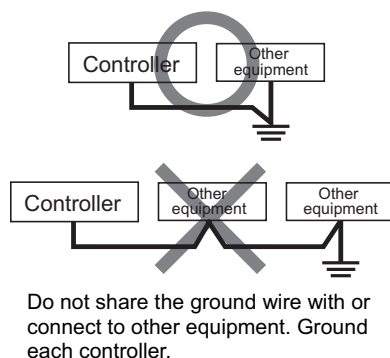 Controller
Other
equipment
Controller
Other
equipment
Other
equipment
Do not share the ground wire with or
connect to other equipment. Ground
each controller.